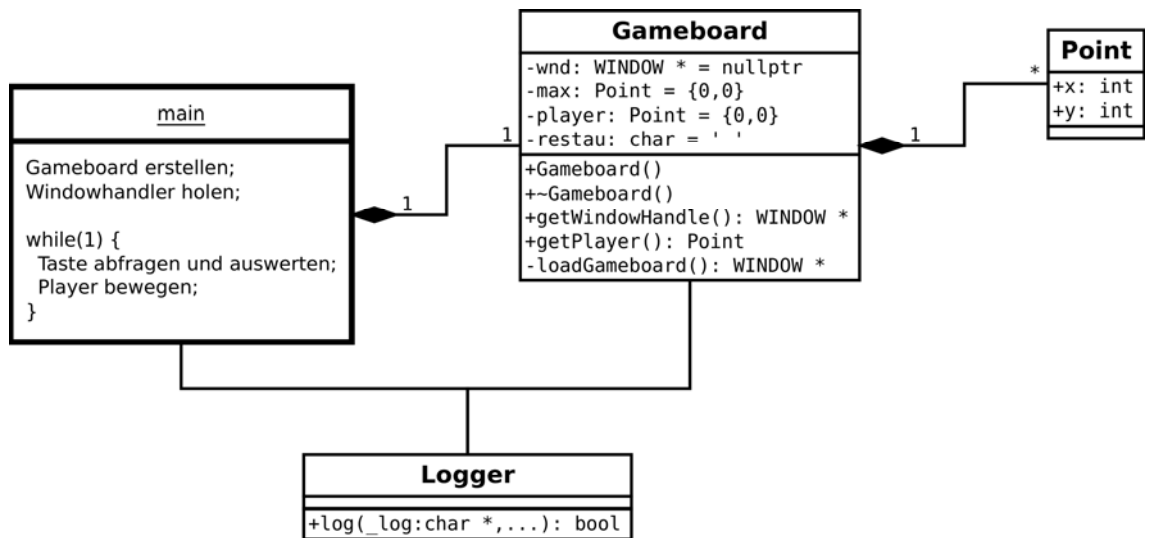 main
Gameboard erstellen;
Windowhandler holen;
while(1) {
Taste abfragen und auswerten;
Player bewegen;
}
1
1
Gameboard
-wnd: WINDOW * = nullptr
-max: Point = {0,0}
-player: Point = {0,0}
-restau: char = ' '
+Gameboard()
+~Gameboard()
+getWindowHandle(): WINDOW *
+getPlayer(): Point
-loadGameboard(): WINDOW *
1
*
Point
+x: int
+y: int
Logger
+log(_log:char *,...): bool